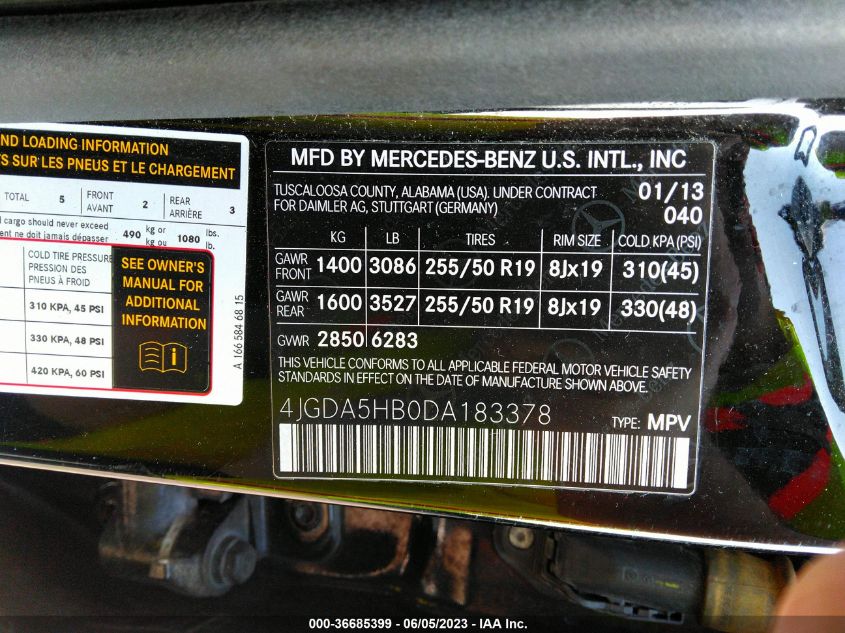 ND LOADING INFORMATION
TS SUR LES PNEUS ET LE CHARGEMENT
TOTAL 5 FRONT AVANT 2 REAR ARRIÈRE 3
d cargo should never exceed
ent ne doit jamais dépasser 490 kg or kg ou 1080 lbs. lb.
COLD TIRE PRESSURE
PRESSION DES
PNEUS À FROID
310 KPA, 45 PSI
330 KPA, 48 PSI
420 KPA, 60 PSI
SEE OWNER'S
MANUAL FOR
ADDITIONAL
INFORMATION
A 166 584 68 15
MFD BY MERCEDES-BENZ U.S. INTL., INC
TUSCALOOSA COUNTY, ALABAMA (USA). UNDER CONTRACT 01/13
FOR DAIMLER AG, STUTTGART (GERMANY) 040
KG LB TIRES RIM SIZE COLD KPA (PSI)
GAWR FRONT 1400 3086 255/50 R19 8Jx19 310(45)
GAWR REAR 1600 3527 255/50 R19 8Jx19 330(48)
GVWR 2850 6283
THIS VEHICLE CONFORMS TO ALL APPLICABLE FEDERAL MOTOR VEHICLE SAFETY
STANDARDS IN EFFECT ON THE DATE OF MANUFACTURE SHOWN ABOVE.
4JGDA5HB0DA183378 TYPE: MPV
000-36685399 - 06/05/2023 - IAA Inc.